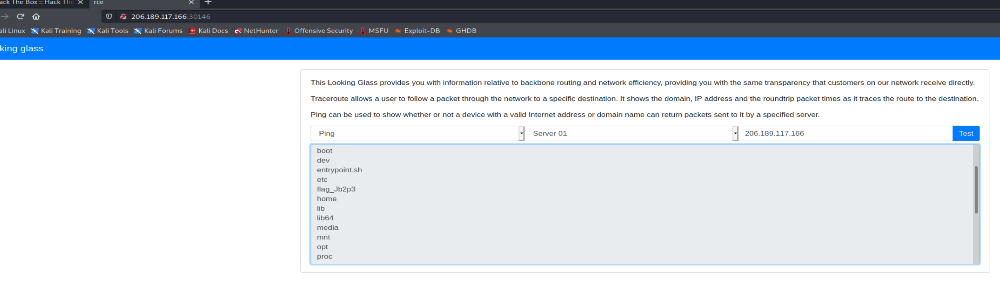 ack The Box :: Hack The rce
206.189.117.166:30146
ali Linux Kali Training Kali Tools Kali Forums Kali Docs NetHunter Offensive Security MSFU Exploit-DB GHDB
king glass
This Looking Glass provides you with information relative to backbone routing and network efficiency, providing you with the same transparency that customers on our network receive directly.
Traceroute allows a user to follow a packet through the network to a specific destination. It shows the domain, IP address and the roundtrip packet times as it traces the route to the destination.
Ping can be used to show whether or not a device with a valid Internet address or domain name can return packets sent to it by a specified server.
Ping Server 01 206.189.117.166 Test
boot
dev
entrypoint.sh
etc
flag_Jb2p3
home
lib
lib64
media
mnt
opt
proc